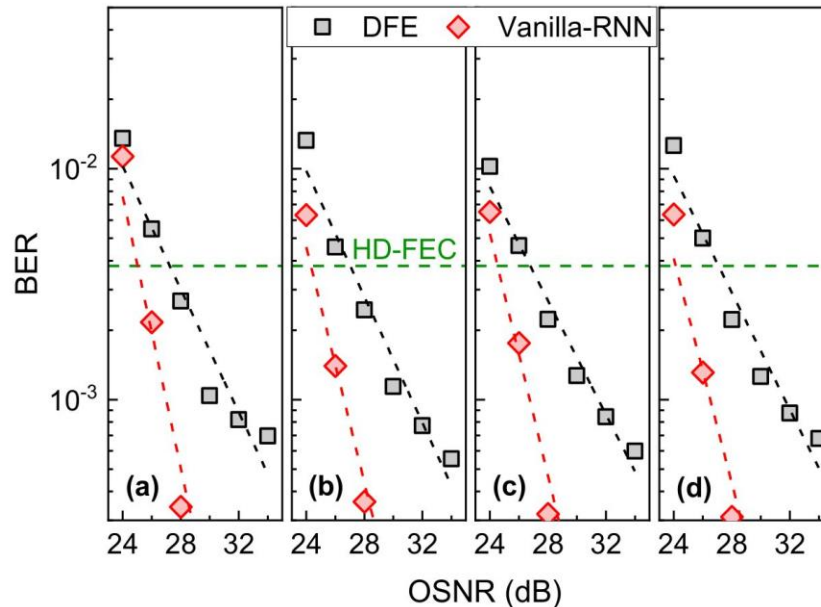 DFE Vanilla-RNN
BER
10⁻²
10⁻³
HD-FEC
(a) (b) (c) (d)
24 28 32 24 28 32 24 28 32 24 28 32
OSNR (dB)